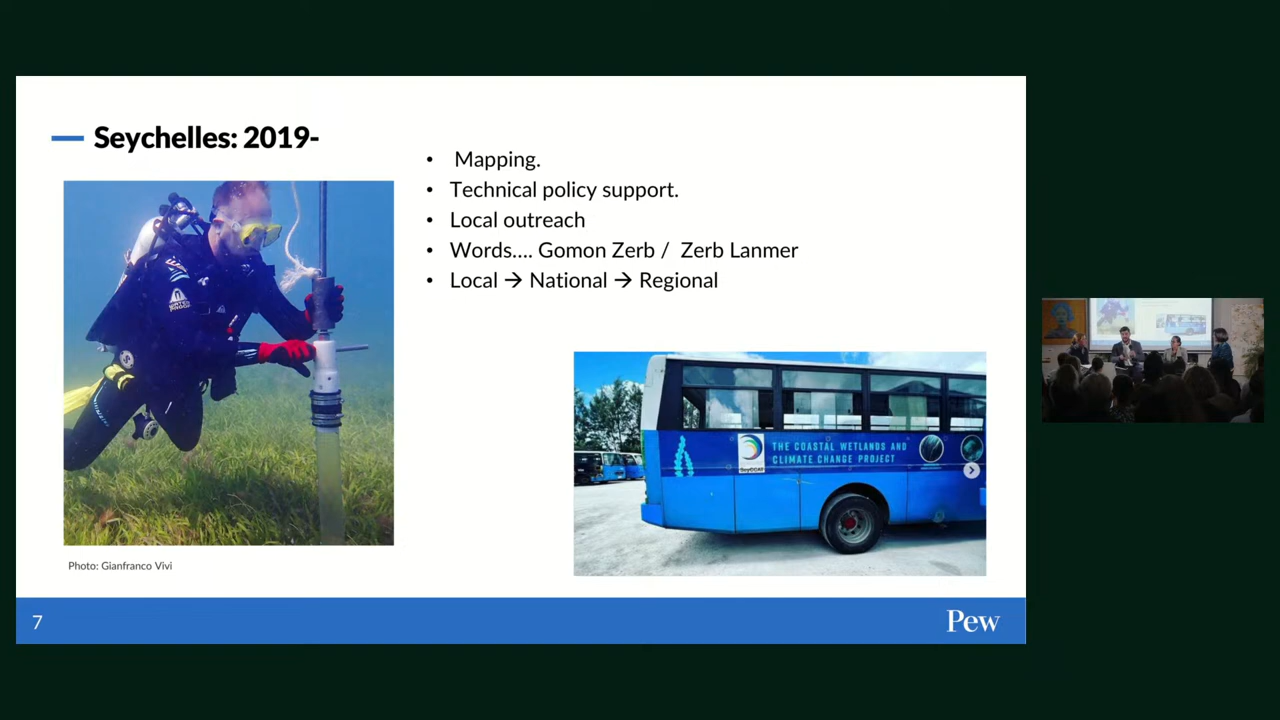 Seychelles: 2019-
• Mapping.
• Technical policy support.
• Local outreach
• Words.... Gomon Zerb / Zerb Lanmer
• Local → National → Regional
THE COASTAL WETLANDS AND
CLIMATE CHANGE PROJECT
SeyCCAT
Photo: Gianfranco Vivi
7
Pew